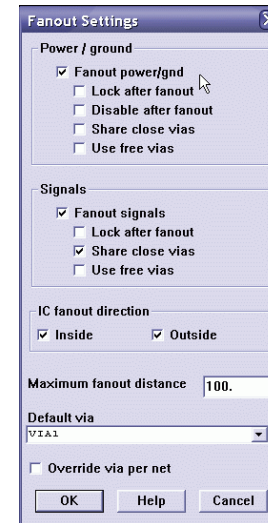 Fanout Settings
Power / ground
Fanout power/gnd
Lock after fanout
Disable after fanout
Share close vias
Use free vias
Signals
Fanout signals
Lock after fanout
Share close vias
Use free vias
IC fanout direction
Inside Outside
Maximum fanout distance 100.
Default via
VIA1
Override via per net
OK Help Cancel